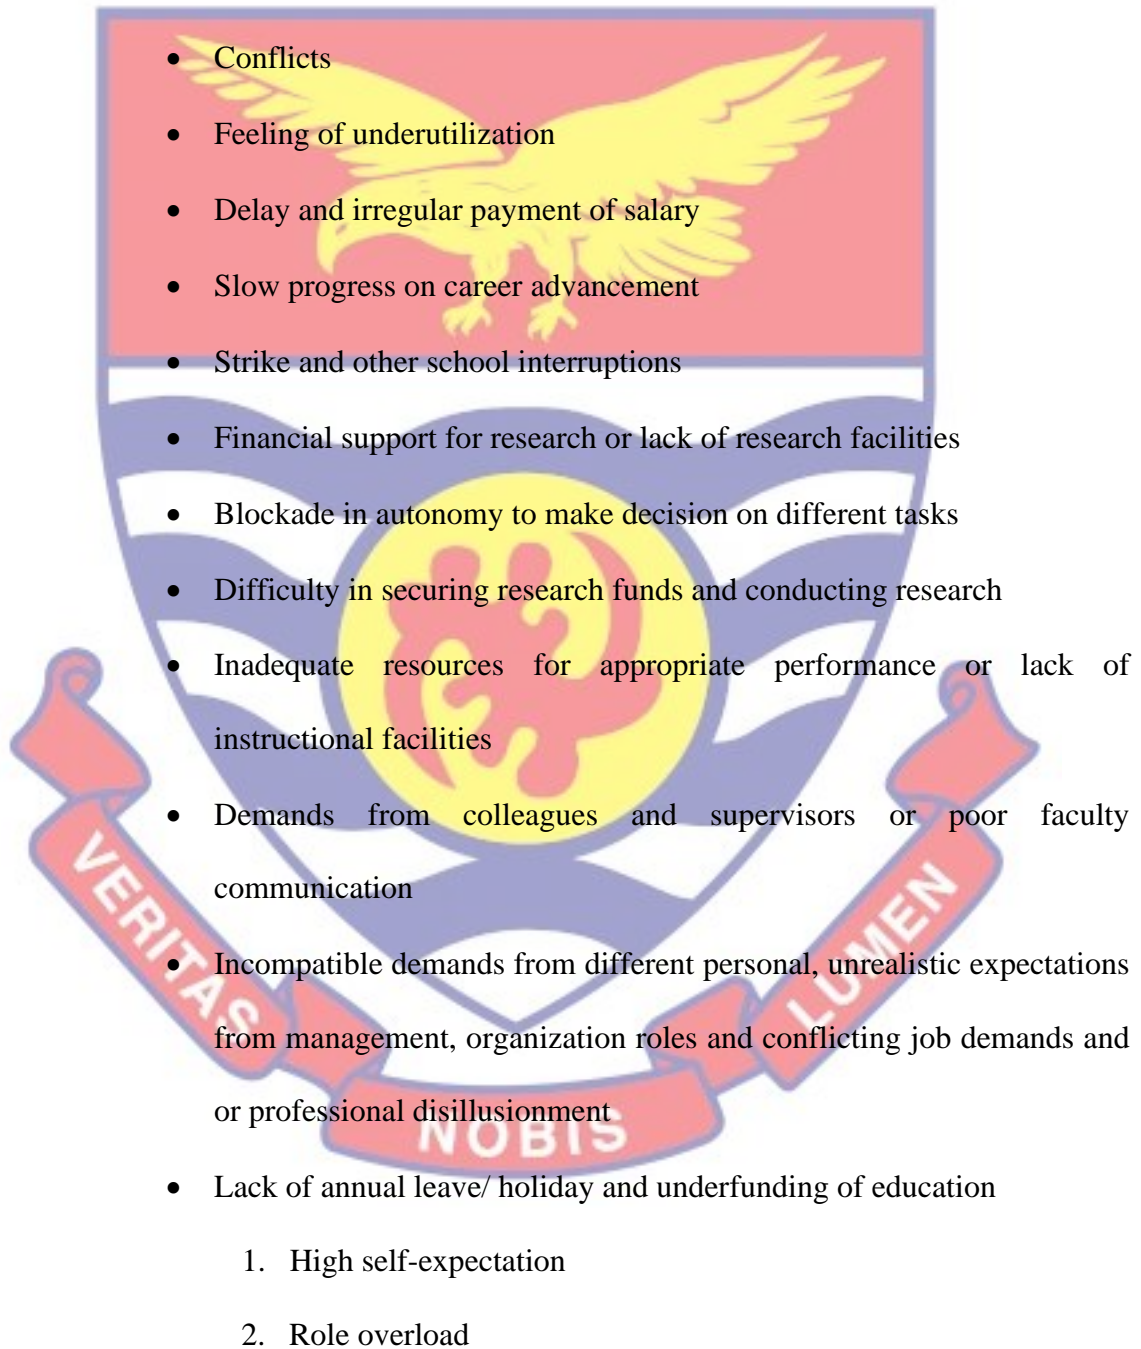 • Conflicts
• Feeling of underutilization
• Delay and irregular payment of salary
• Slow progress on career advancement
• Strike and other school interruptions
• Financial support for research or lack of research facilities
• Blockade in autonomy to make decision on different tasks
• Difficulty in securing research funds and conducting research
• Inadequate resources for appropriate performance or lack of
instructional facilities
• Demands from colleagues and supervisors or poor faculty
communication
• Incompatible demands from different personal, unrealistic expectations
from management, organization roles and conflicting job demands and
or professional disillusionment
• Lack of annual leave/ holiday and underfunding of education
1. High self-expectation
2. Role overload
VERITAS
NOBIS
LUMEN